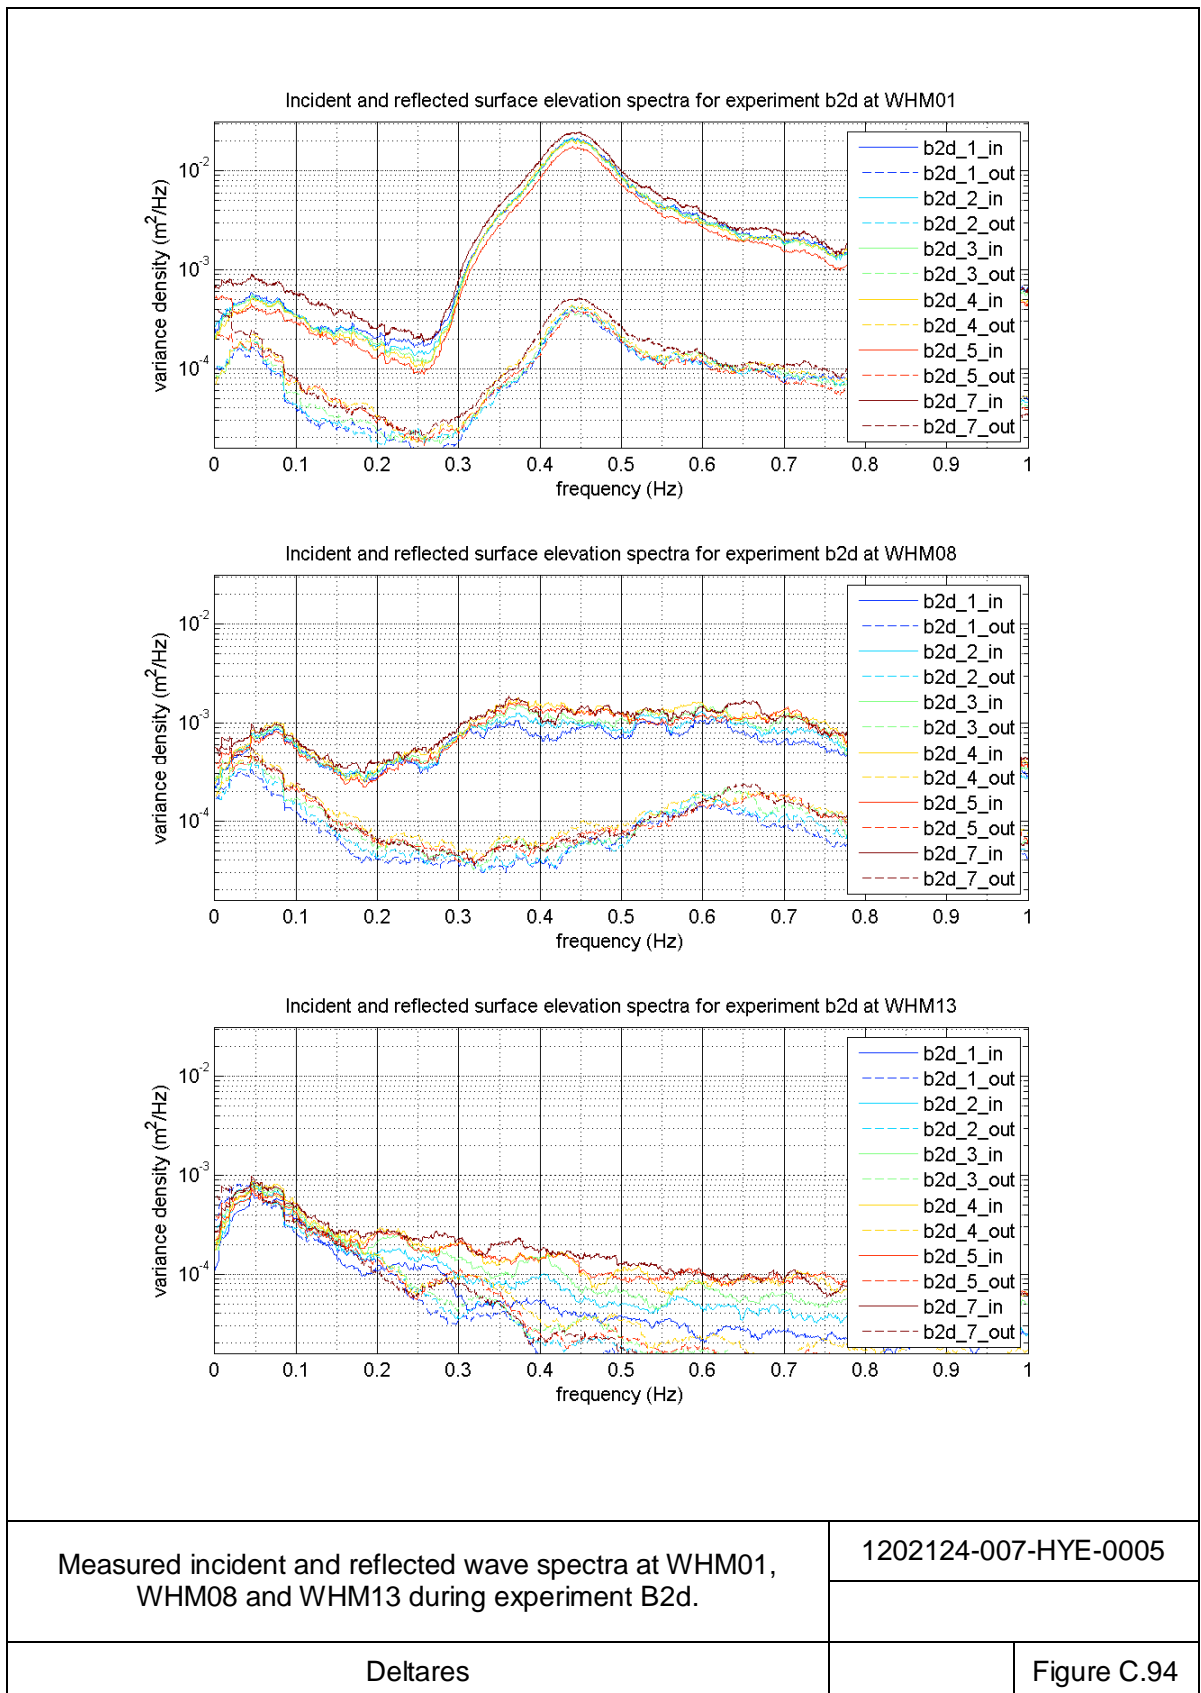 Incident and reflected surface elevation spectra for experiment b2d at WHM01
variance density (m²/Hz)
10⁻²
10⁻³
10⁻⁴
0 0.1 0.2 0.3 0.4 0.5 0.6 0.7 0.8 0.9 1
frequency (Hz)
b2d_1_in
b2d_1_out
b2d_2_in
b2d_2_out
b2d_3_in
b2d_3_out
b2d_4_in
b2d_4_out
b2d_5_in
b2d_5_out
b2d_7_in
b2d_7_out
Incident and reflected surface elevation spectra for experiment b2d at WHM08
variance density (m²/Hz)
10⁻²
10⁻³
10⁻⁴
0 0.1 0.2 0.3 0.4 0.5 0.6 0.7 0.8 0.9 1
frequency (Hz)
b2d_1_in
b2d_1_out
b2d_2_in
b2d_2_out
b2d_3_in
b2d_3_out
b2d_4_in
b2d_4_out
b2d_5_in
b2d_5_out
b2d_7_in
b2d_7_out
Incident and reflected surface elevation spectra for experiment b2d at WHM13
variance density (m²/Hz)
10⁻²
10⁻³
10⁻⁴
0 0.1 0.2 0.3 0.4 0.5 0.6 0.7 0.8 0.9 1
frequency (Hz)
b2d_1_in
b2d_1_out
b2d_2_in
b2d_2_out
b2d_3_in
b2d_3_out
b2d_4_in
b2d_4_out
b2d_5_in
b2d_5_out
b2d_7_in
b2d_7_out
Measured incident and reflected wave spectra at WHM01,
WHM08 and WHM13 during experiment B2d.
1202124-007-HYE-0005
Deltares
Figure C.94